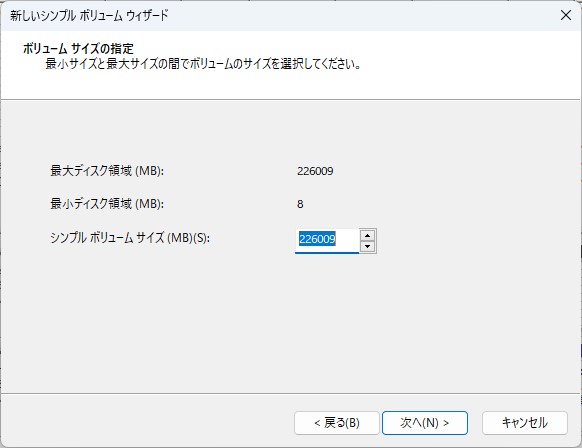 新しいシンプル ボリューム ウィザード
ボリューム サイズの指定
最小サイズと最大サイズの間でボリュームのサイズを選択してください。
最大ディスク領域 (MB): 226009
最小ディスク領域 (MB): 8
シンプル ボリューム サイズ (MB)(S): 226009
< 戻る(B) 次へ(N) > キャンセル